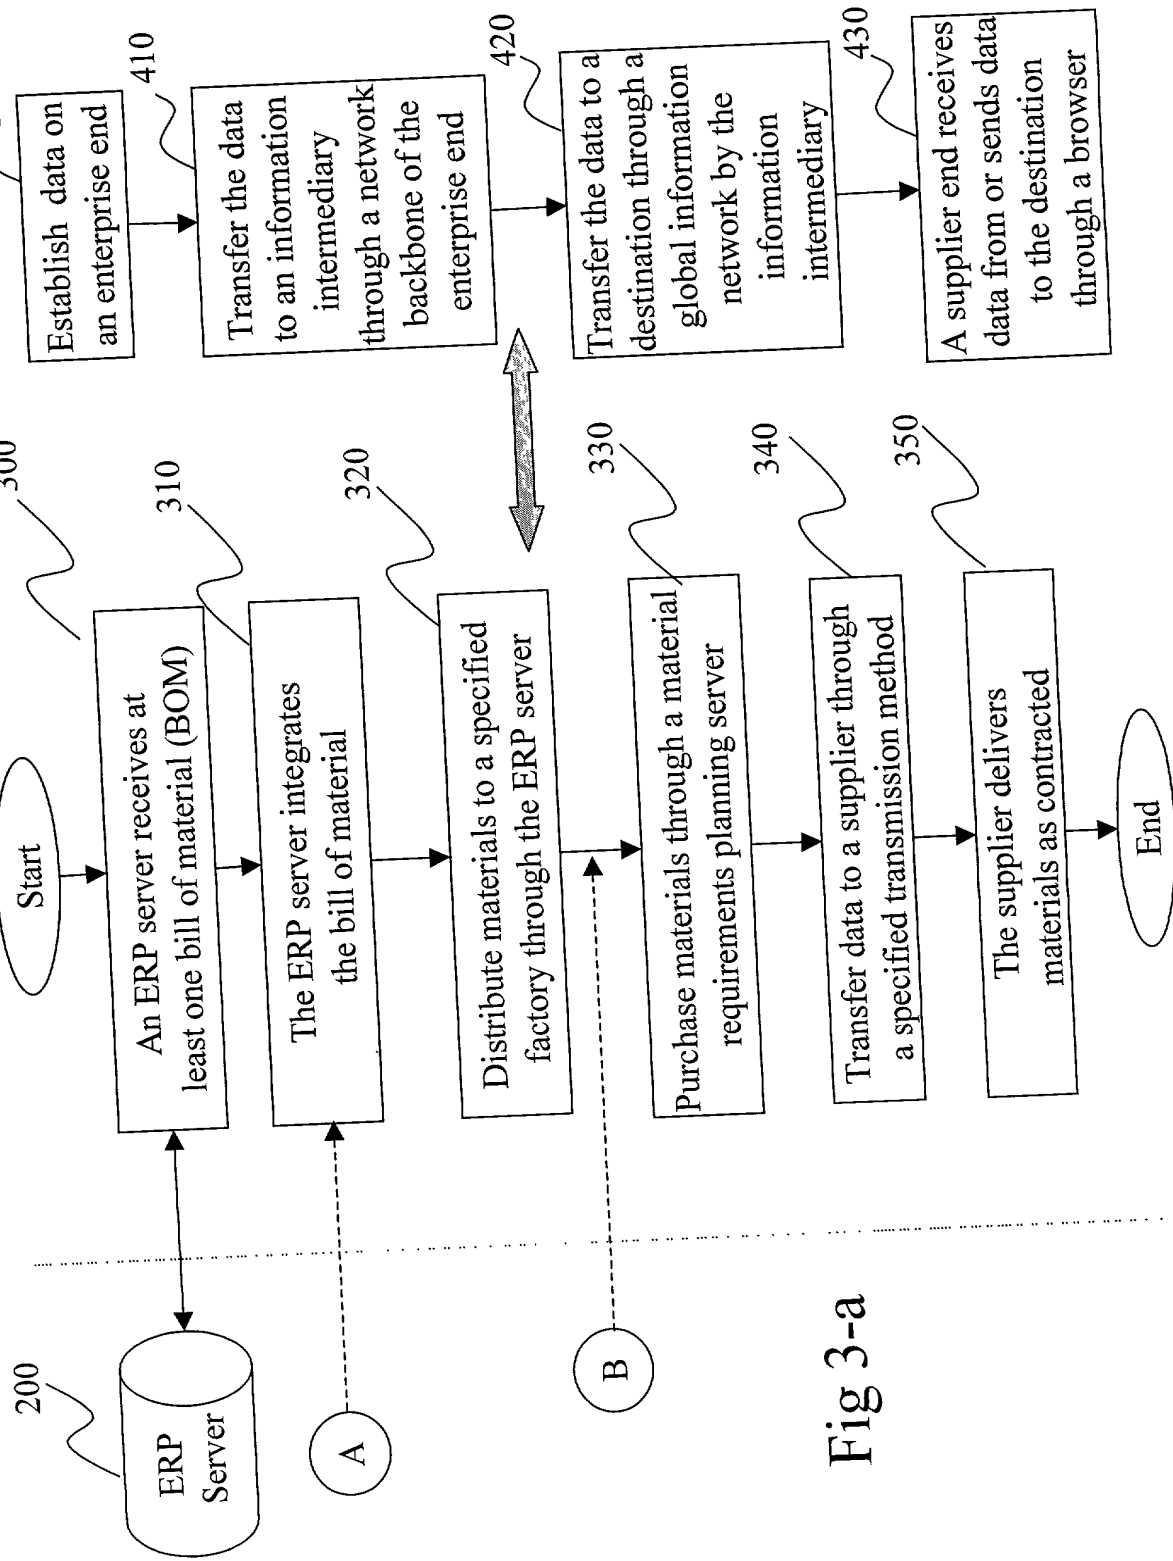 Start
300
An ERP server receives at
least one bill of material (BOM)
310
The ERP server integrates
the bill of material
320
Distribute materials to a specified
factory through the ERP server
330
Purchase materials through a material
requirements planning server
340
Transfer data to a supplier through
a specified transmission method
350
The supplier delivers
materials as contracted
End
Establish data on
an enterprise end
410
Transfer the data
to an information
intermediary
through a network
backbone of the
enterprise end
420
Transfer the data to a
destination through a
global information
network by the
information
intermediary
430
A supplier end receives
data from or sends data
to the destination
through a browser
200
ERP
Server
A
B
Fig 3-a